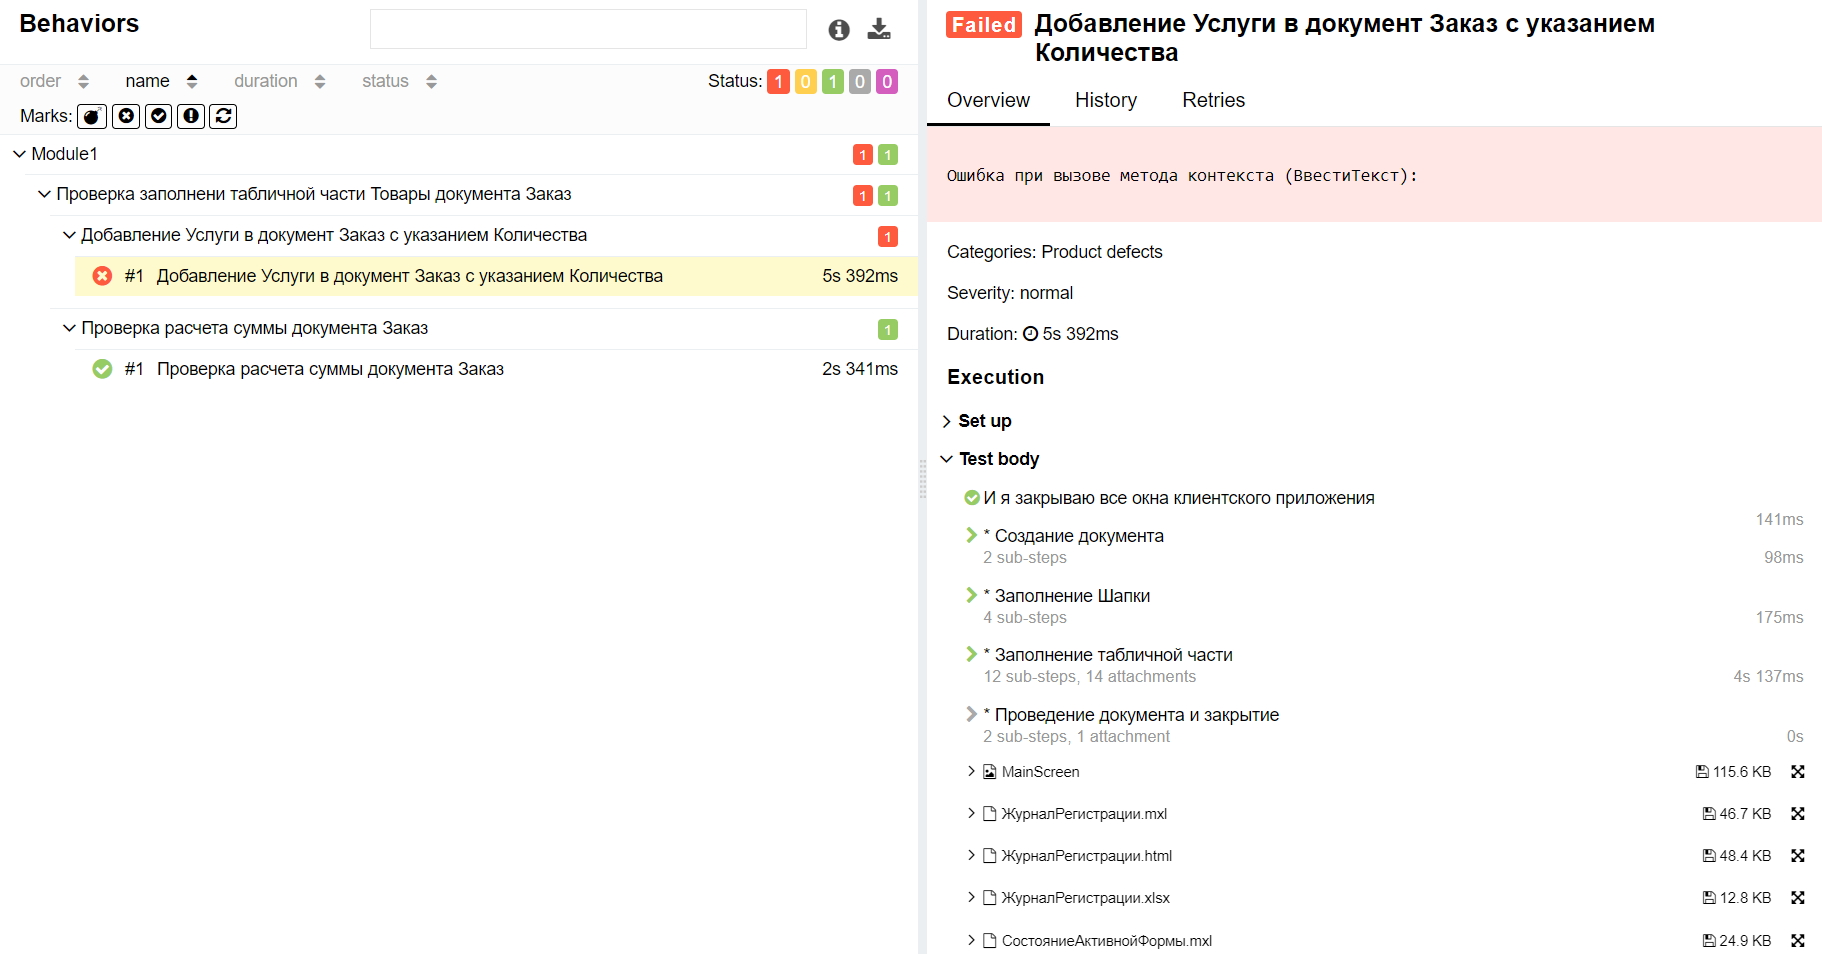 Behaviors
order name duration status Status: 1 0 1 0 0
Marks:
Module1 1 1
Проверка заполнени табличной части Товары документа Заказ 1 1
Добавление Услуги в документ Заказ с указанием Количества 1
#1 Добавление Услуги в документ Заказ с указанием Количества 5s 392ms
Проверка расчета суммы документа Заказ 1
#1 Проверка расчета суммы документа Заказ 2s 341ms
Failed Добавление Услуги в документ Заказ с указанием
Количества
Overview History Retries
Ошибка при вызове метода контекста (ВвестиТекст):
Categories: Product defects
Severity: normal
Duration: 5s 392ms
Execution
Set up
Test body
И я закрываю все окна клиентского приложения
141ms
* Создание документа
2 sub-steps 98ms
* Заполнение Шапки
4 sub-steps 175ms
* Заполнение табличной части
12 sub-steps, 14 attachments 4s 137ms
* Проведение документа и закрытие
2 sub-steps, 1 attachment 0s
MainScreen 115.6 KB
ЖурналРегистрации.mxl 46.7 KB
ЖурналРегистрации.html 48.4 KB
ЖурналРегистрации.xlsx 12.8 KB
СостояниеАктивнойФормы.mxl 24.9 KB